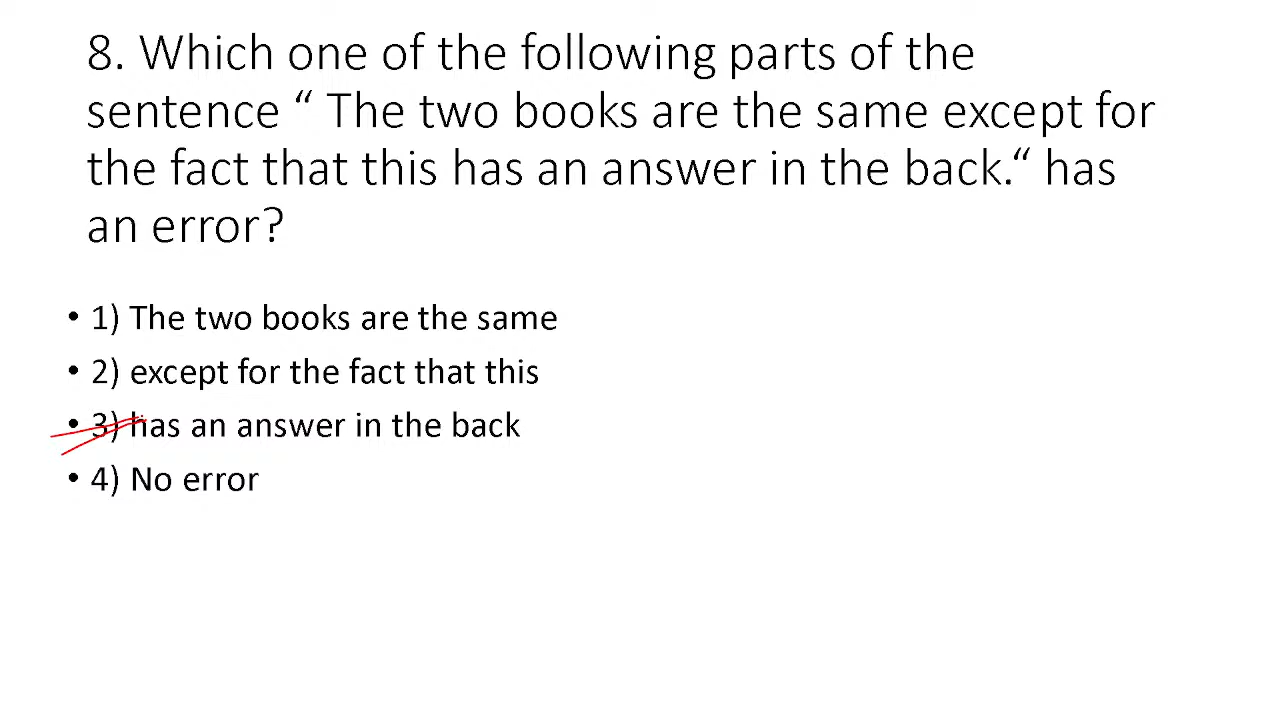 8. Which one of the following parts of the
sentence “ The two books are the same except for
the fact that this has an answer in the back.“ has
an error?
• 1) The two books are the same
• 2) except for the fact that this
• 3) has an answer in the back
• 4) No error